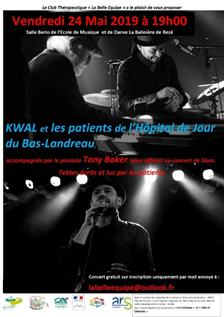 Le Club Thérapeutique « La Belle Equipe » a le plaisir de vous proposer
Vendredi 24 Mai 2019 à 19h00
Salle Berio de l'Ecole de Musique et de Danse La Balinière de Rezé
KWAL et les patients de l'Hôpital de Jour
du Bas-Landreau,
accompagnés par le pianiste Tony Baker, vous offrent un concert de Slam.
Textes écrits et lus par les patients.
Concert gratuit sur inscription uniquement par mail envoyé à :
labelleequipe@outlook.fr
ars